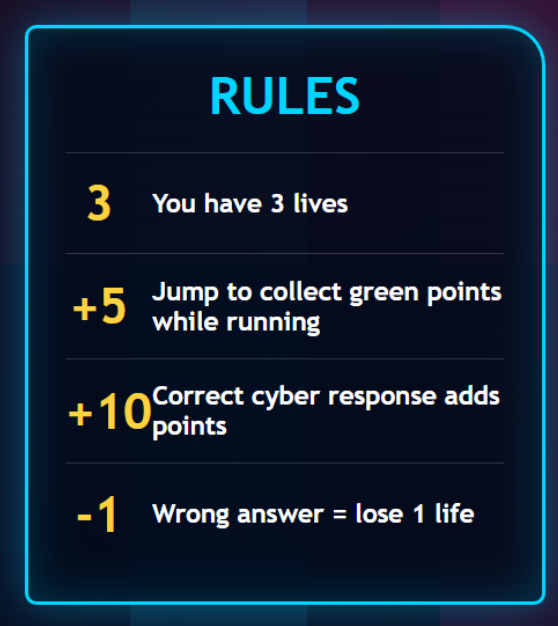 RULES
3
You have 3 lives
+5
Jump to collect green points
while running
+10
Correct cyber response adds
points
-1
Wrong answer = lose 1 life